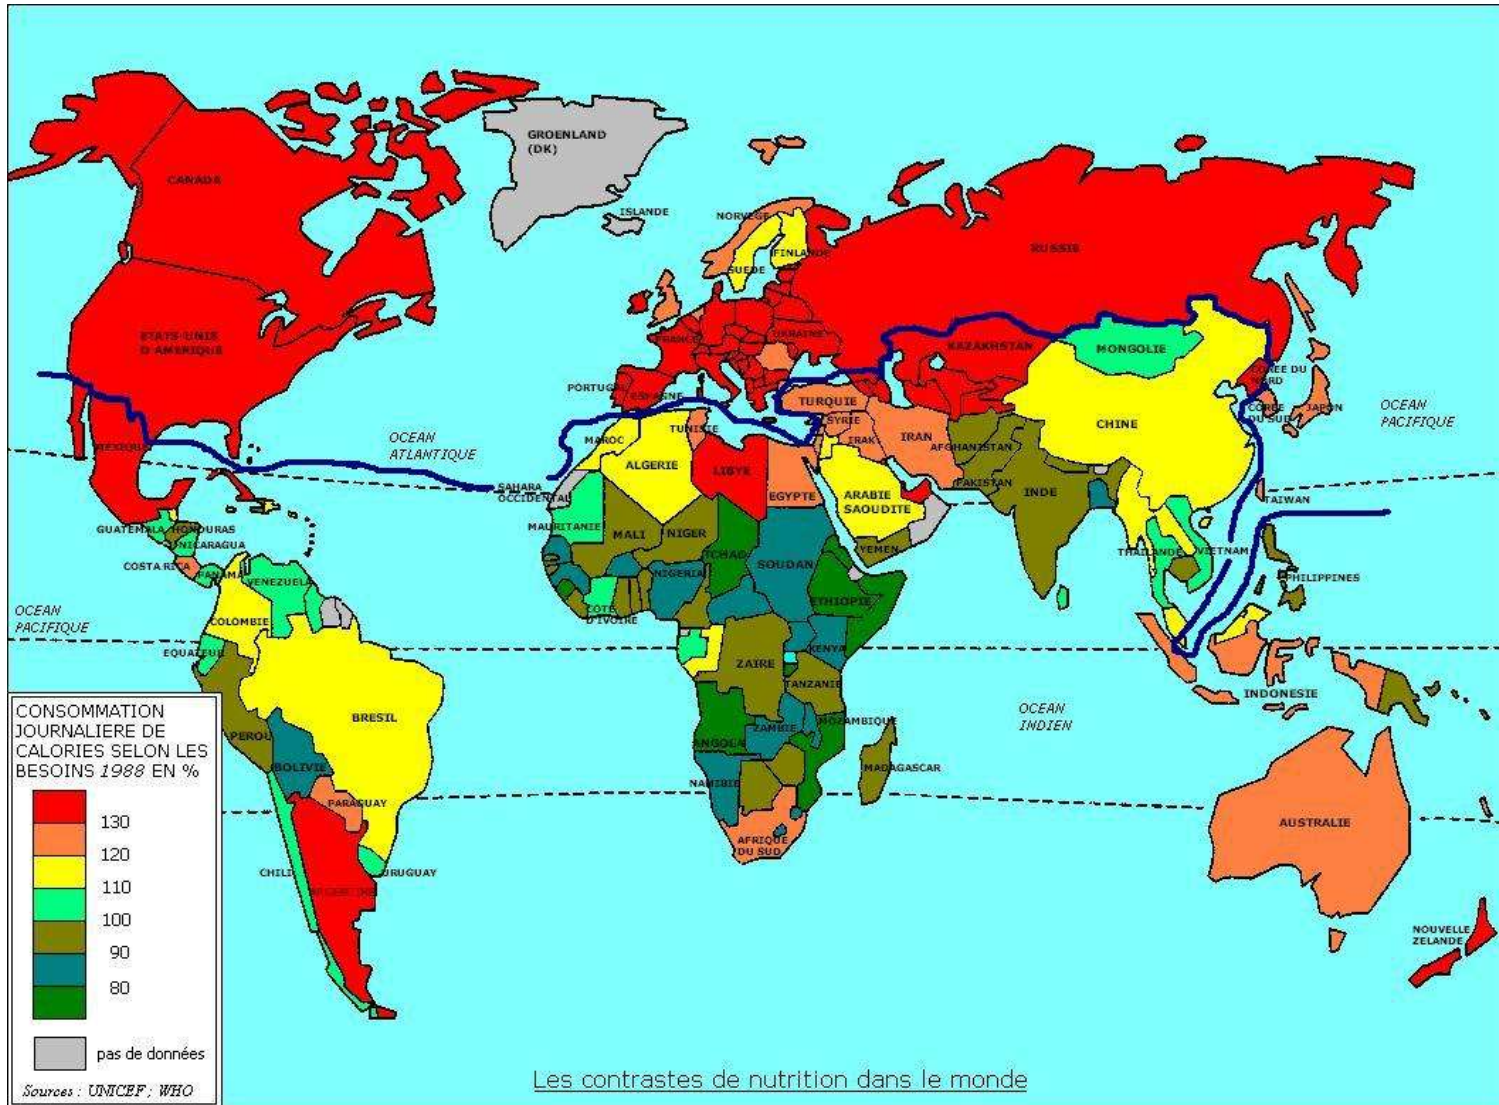 GROENLAND
(DK)
ISLANDE
CANADA
NORVEGE
SUEDE
FINLANDE
RUSSIE
ETATS-UNIS
D'AMERIQUE
FRANCE
UKRAINE
KAZAKHSTAN
MONGOLIE
PORTUGAL
ESPAGNE
TURQUIE
COREE DU
NORD
COREE
DU SUD
JAPON
OCEAN
PACIFIQUE
CHINE
OCEAN
ATLANTIQUE
MEXIQUE
MAROC
TUNISIE
SYRIE
IRAK
IRAN
AFGHANISTAN
ALGERIE
LIBYE
EGYPTE
PAKISTAN
INDE
ARABIE
SAOUDITE
SAHARA
OCCIDENTAL
TAIWAN
GUATEMALA
HONDURAS
NICARAGUA
MAURITANIE
MALI
NIGER
TCHAD
SOUDAN
YEMEN
THAILANDE
VIETNAM
COSTA RICA
PANAMA
VENEZUELA
NIGERIA
ETHIOPIE
PHILIPPINES
OCEAN
PACIFIQUE
COLOMBIE
COTE
D'IVOIRE
EQUATEUR
ZAIRE
KENYA
TANZANIE
INDONESIE
OCEAN
INDIEN
BRESIL
PEROU
BOLIVIE
ANGOLA
ZAMBIE
MOZAMBIQUE
MADAGASCAR
NAMIBIE
PARAGUAY
AFRIQUE
DU SUD
AUSTRALIE
CHILI
URUGUAY
ARGENTINE
NOUVELLE
ZELANDE
CONSOMMATION
JOURNALIERE DE
CALORIES SELON LES
BESOINS 1988 EN %
130
120
110
100
90
80
pas de données
Sources : UNICEF ; WHO
Les contrastes de nutrition dans le monde